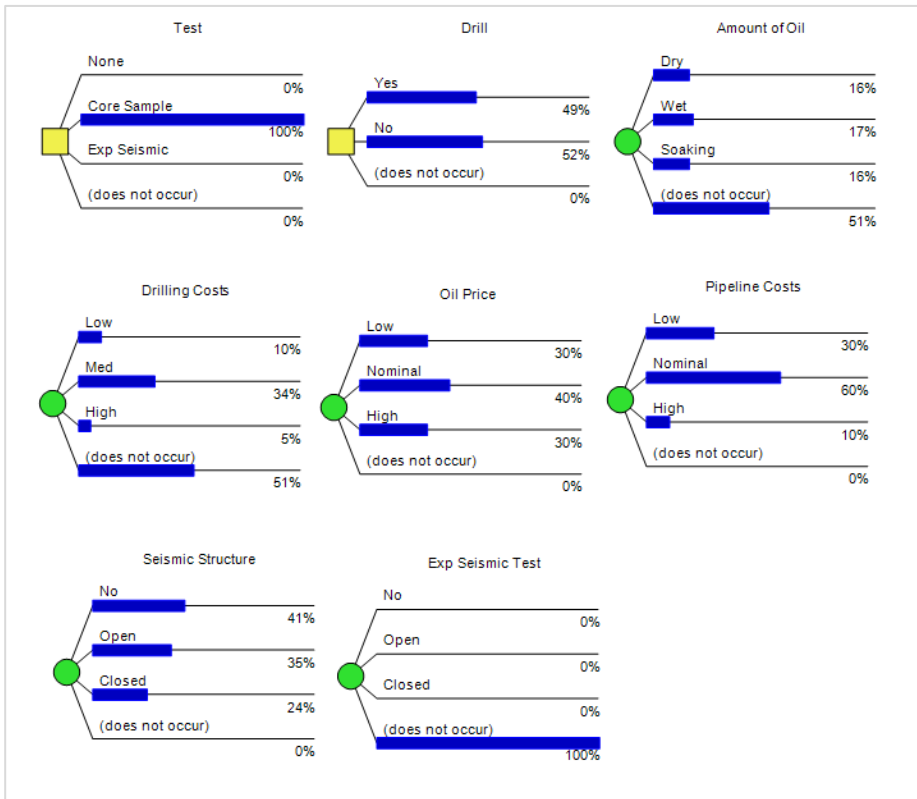 Test
None
0%
Core Sample
100%
Exp Seismic
0%
(does not occur)
0%
Drill
Yes
49%
No
52%
(does not occur)
0%
Amount of Oil
Dry
16%
Wet
17%
Soaking
16%
(does not occur)
51%
Drilling Costs
Low
10%
Med
34%
High
5%
(does not occur)
51%
Oil Price
Low
30%
Nominal
40%
High
30%
(does not occur)
0%
Pipeline Costs
Low
30%
Nominal
60%
High
10%
(does not occur)
0%
Seismic Structure
No
41%
Open
35%
Closed
24%
(does not occur)
0%
Exp Seismic Test
No
0%
Open
0%
Closed
0%
(does not occur)
100%